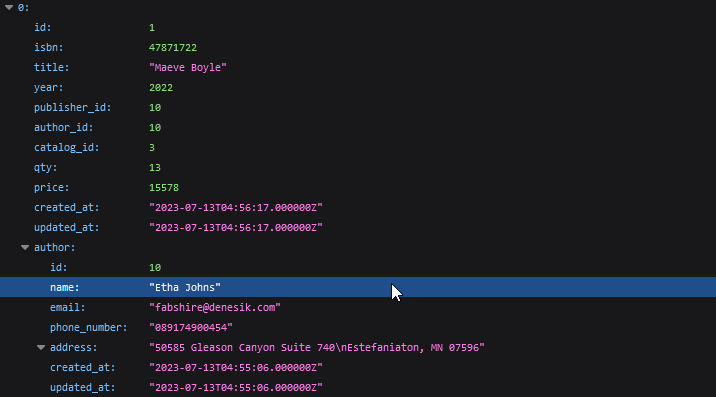 0:
id: 1
isbn: 47871722
title: "Maeve Boyle"
year: 2022
publisher_id: 10
author_id: 10
catalog_id: 3
qty: 13
price: 15578
created_at: "2023-07-13T04:56:17.000000Z"
updated_at: "2023-07-13T04:56:17.000000Z"
author:
id: 10
name: "Etha Johns"
email: "fabshire@denesik.com"
phone_number: "089174900454"
address: "50585 Gleason Canyon Suite 740\nEstefaniaton, MN 07596"
created_at: "2023-07-13T04:55:06.000000Z"
updated_at: "2023-07-13T04:55:06.000000Z"